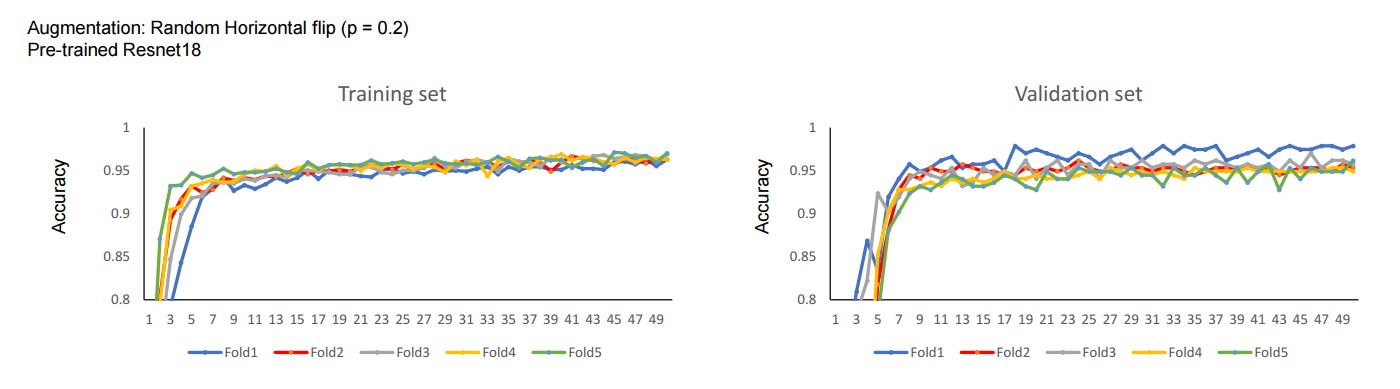 Augmentation: Random Horizontal flip (p = 0.2)
Pre-trained Resnet18
Training set
Accuracy
1
0.95
0.9
0.85
0.8
1 3 5 7 9 11 13 15 17 19 21 23 25 27 29 31 33 35 37 39 41 43 45 47 49
Fold1 Fold2 Fold3 Fold4 Fold5
Validation set
Accuracy
1
0.95
0.9
0.85
0.8
1 3 5 7 9 11 13 15 17 19 21 23 25 27 29 31 33 35 37 39 41 43 45 47 49
Fold1 Fold2 Fold3 Fold4 Fold5